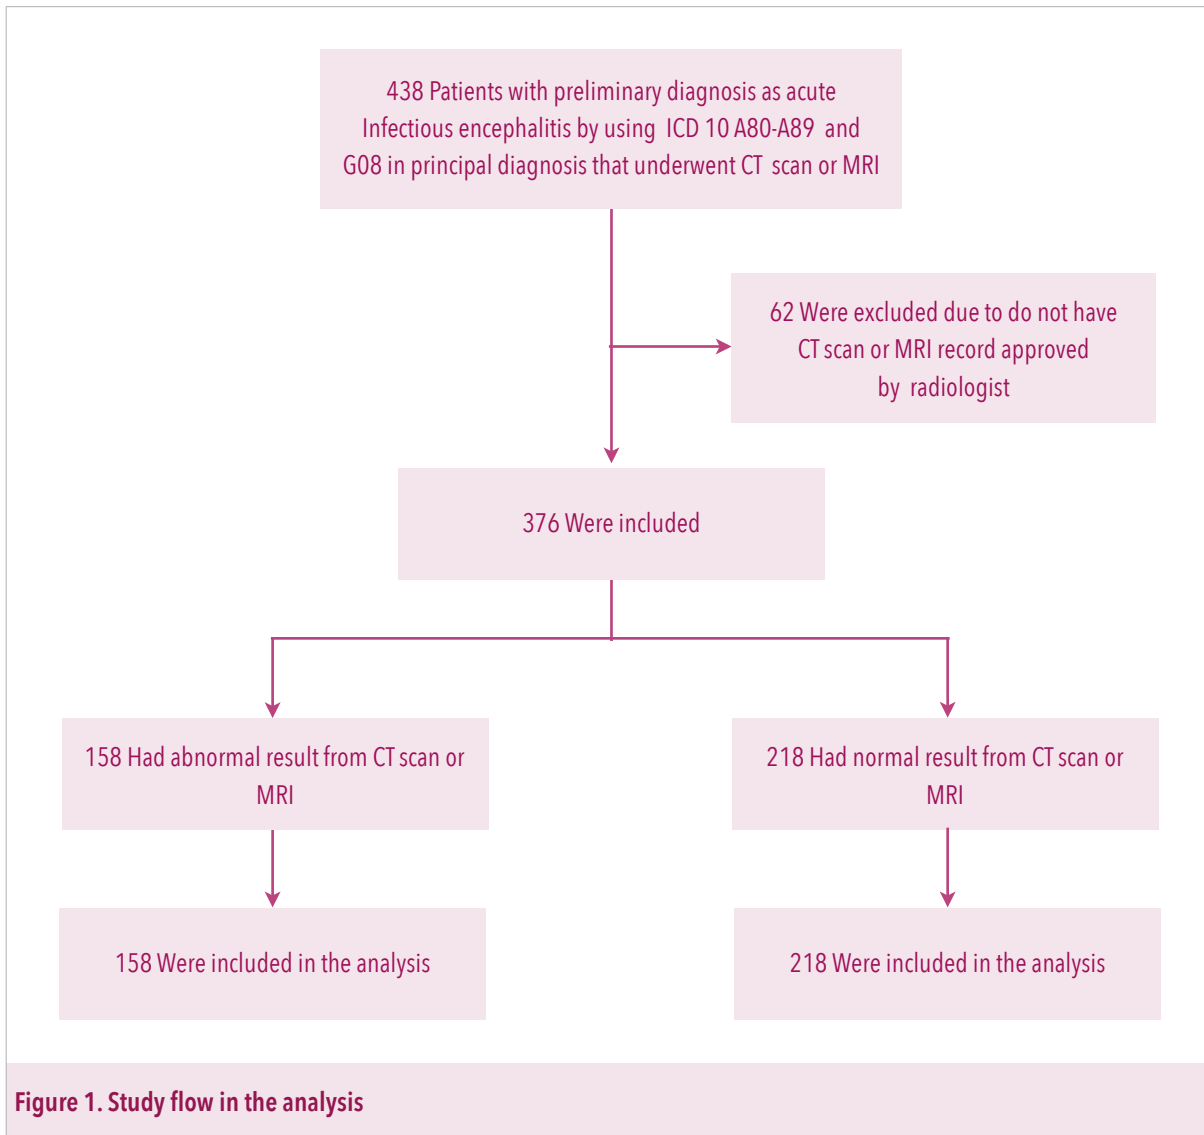 438 Patients with preliminary diagnosis as acute
Infectious encephalitis by using ICD 10 A80-A89 and
G08 in principal diagnosis that underwent CT scan or MRI
62 Were excluded due to do not have
CT scan or MRI record approved
by radiologist
376 Were included
158 Had abnormal result from CT scan or
MRI
218 Had normal result from CT scan or
MRI
158 Were included in the analysis
218 Were included in the analysis
Figure 1. Study flow in the analysis